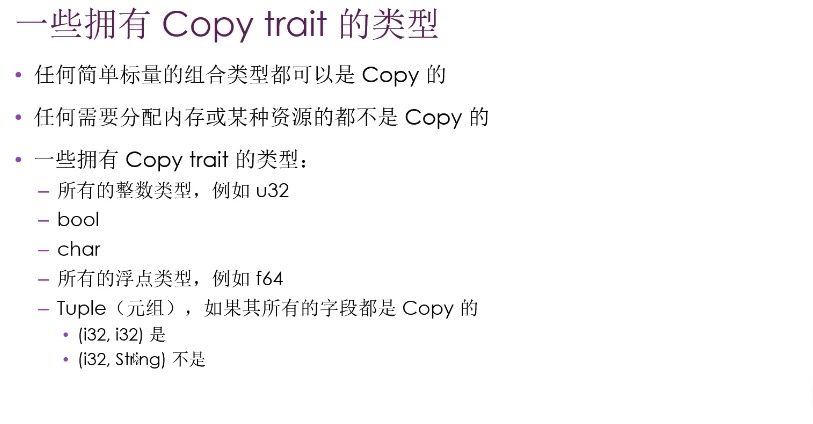 一些拥有 Copy trait 的类型
• 任何简单标量的组合类型都可以是 Copy 的
• 任何需要分配内存或某种资源的都不是 Copy 的
• 一些拥有 Copy trait 的类型：
– 所有的整数类型，例如 u32
– bool
– char
– 所有的浮点类型，例如 f64
– Tuple（元组），如果其所有的字段都是 Copy 的
• (i32, i32) 是
• (i32, String) 不是